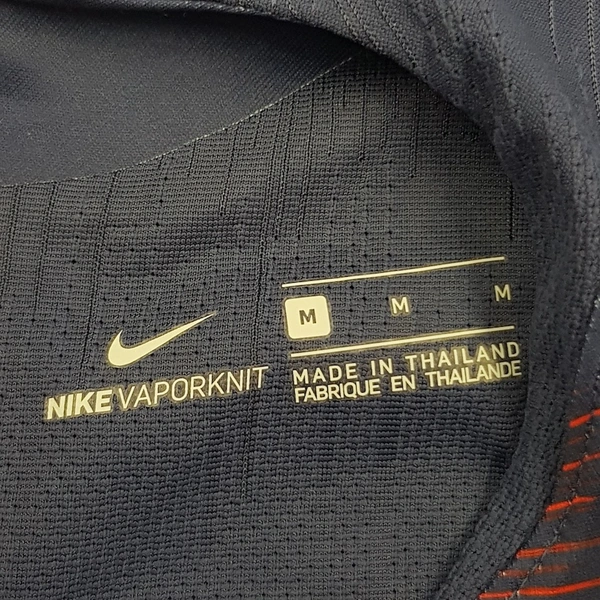 NIKE VAPORKNIT
M M M
MADE IN THAILAND
FABRIQUE EN THAILANDE